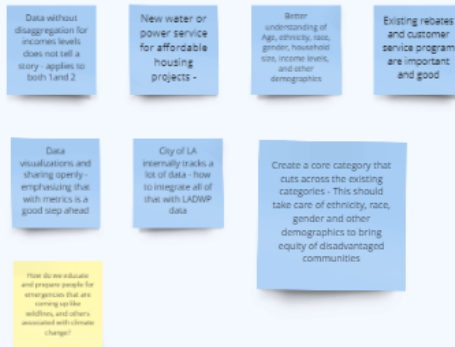 Data without
disaggregation for
incomes levels
does not tell a
story - applies to
both 1and 2
New water or
power service
for affordable
housing
projects -
Better
understanding of
Age, ethnicity, race,
gender, household
size, income levels,
and other
demographics
Existing rebates
and customer
service program
are important
and good
Data
visualizations and
sharing openly -
emphasizing that
with metrics is a
good step ahead
City of LA
internally tracks a
lot of data - how
to integrate all of
that with LADWP
data
Create a core category that
cuts across the existing
categories - This should
take care of ethnicity, race,
gender and other
demographics to bring
equity of disadvantaged
communities
How do we educate
and prepare people for
emergencies that are
coming up like
wildfires, and others
associated with climate
change?